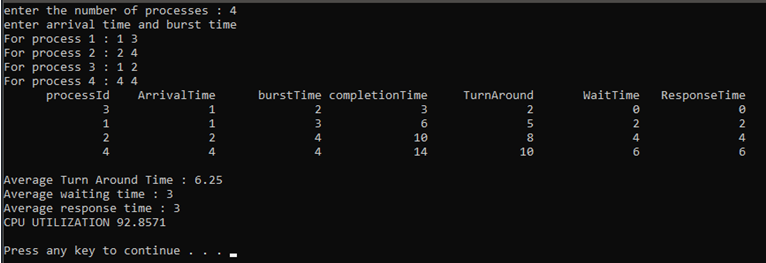 enter the number of processes : 4
enter arrival time and burst time
For process 1 : 1 3
For process 2 : 2 4
For process 3 : 1 2
For process 4 : 4 4
processId ArrivalTime burstTime completionTime TurnAround WaitTime ResponseTime
3 1 2 3 2 0 0
1 1 3 6 5 2 2
2 2 4 10 8 4 4
4 4 4 14 10 6 6
Average Turn Around Time : 6.25
Average waiting time : 3
Average response time : 3
CPU UTILIZATION 92.8571
Press any key to continue . . .